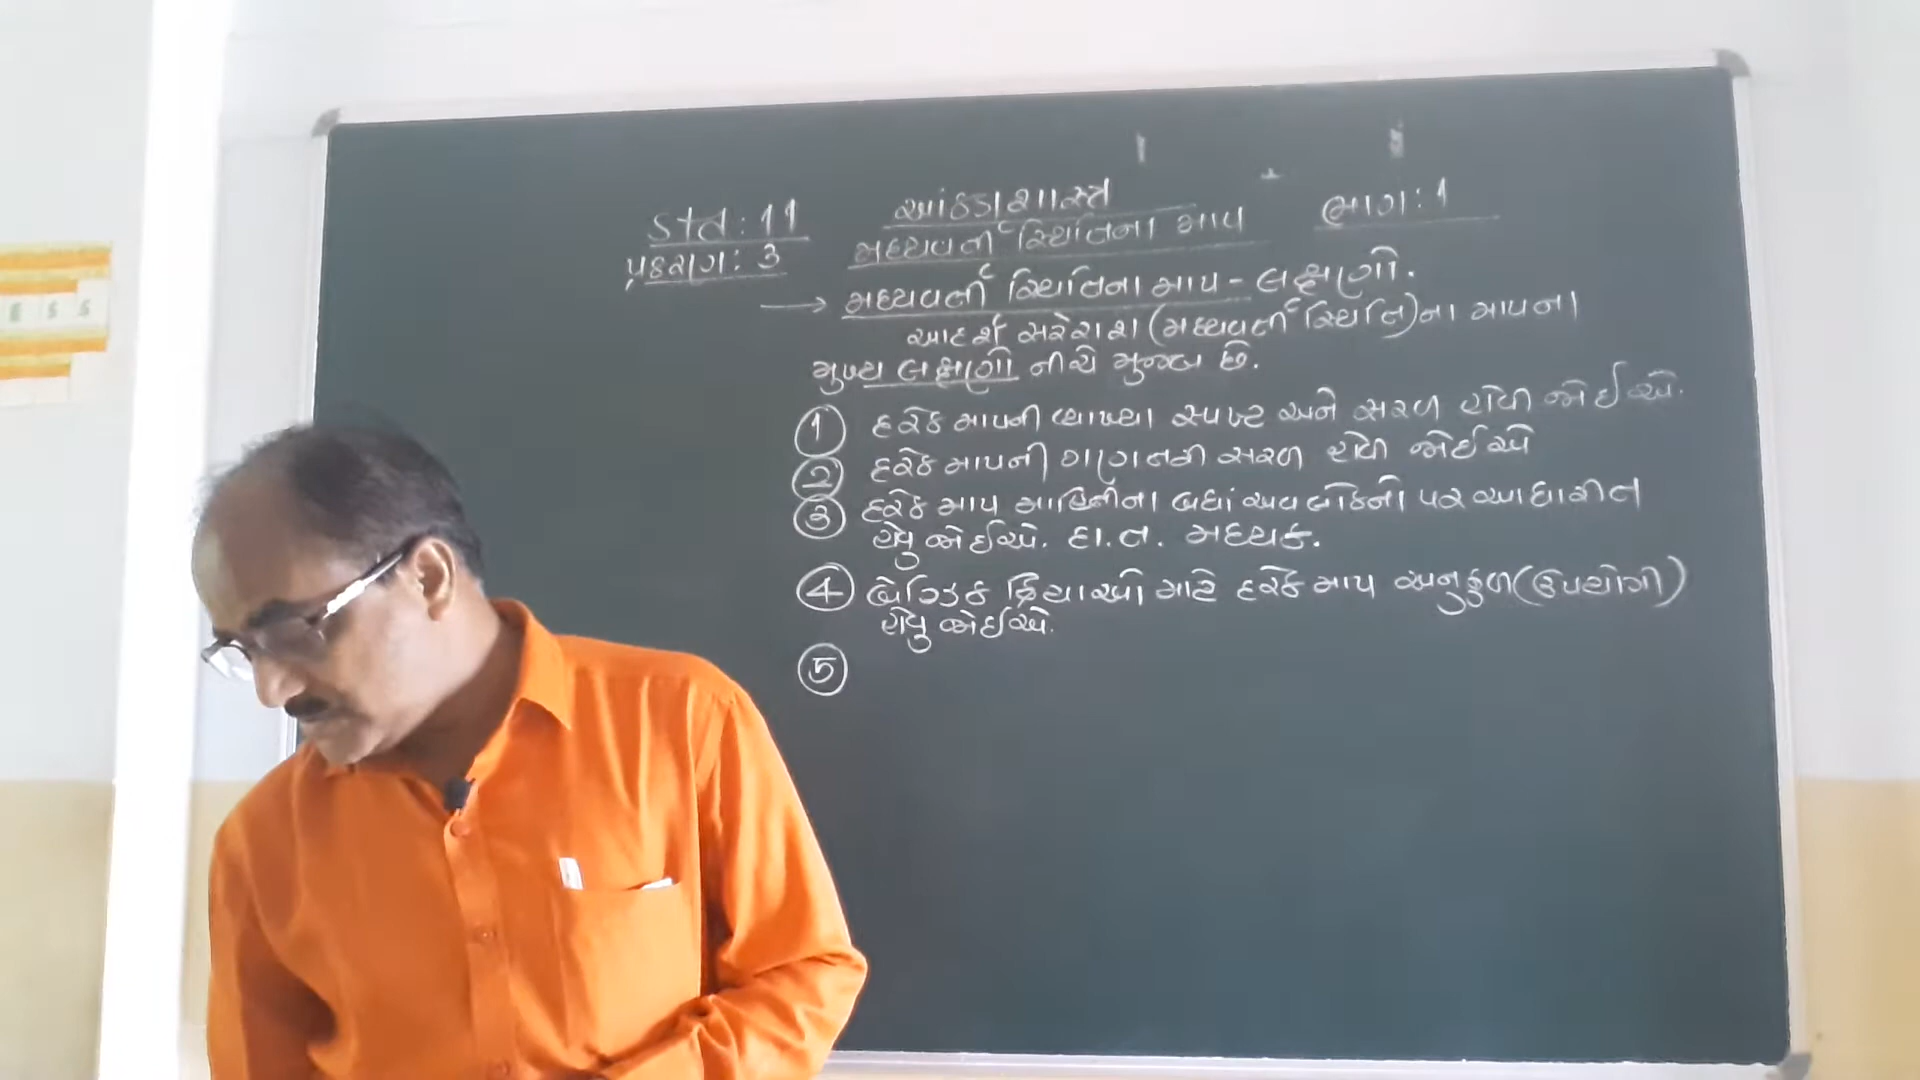 Std: 11 આંકડાશાસ્ત્ર ભાગ: 1
પ્રકરણ: 3 મધ્યવર્તી સ્થિતિના માપ
→ મધ્યવર્તી સ્થિતિના માપ - લક્ષણો.
આદર્શ સરેરાશ (મધ્યવર્તી સ્થિતિ)ના માપના
મુખ્ય લક્ષણો નીચે મુજબ છે.
① દરેક માપની વ્યાખ્યા સ્પષ્ટ અને સરળ હોવી જોઈએ.
② દરેક માપની ગણતરી સરળ હોવી જોઈએ
③ દરેક માપ માહિતીના બધાં અવલોકનો પર આધારીત
હોવુ જોઈએ. દા.ત. મધ્યક.
④ બૈજિક ક્રિયાઓ માટે દરેક માપ અનુકુળ (ઉપયોગી)
હોવુ જોઈએ.
⑤